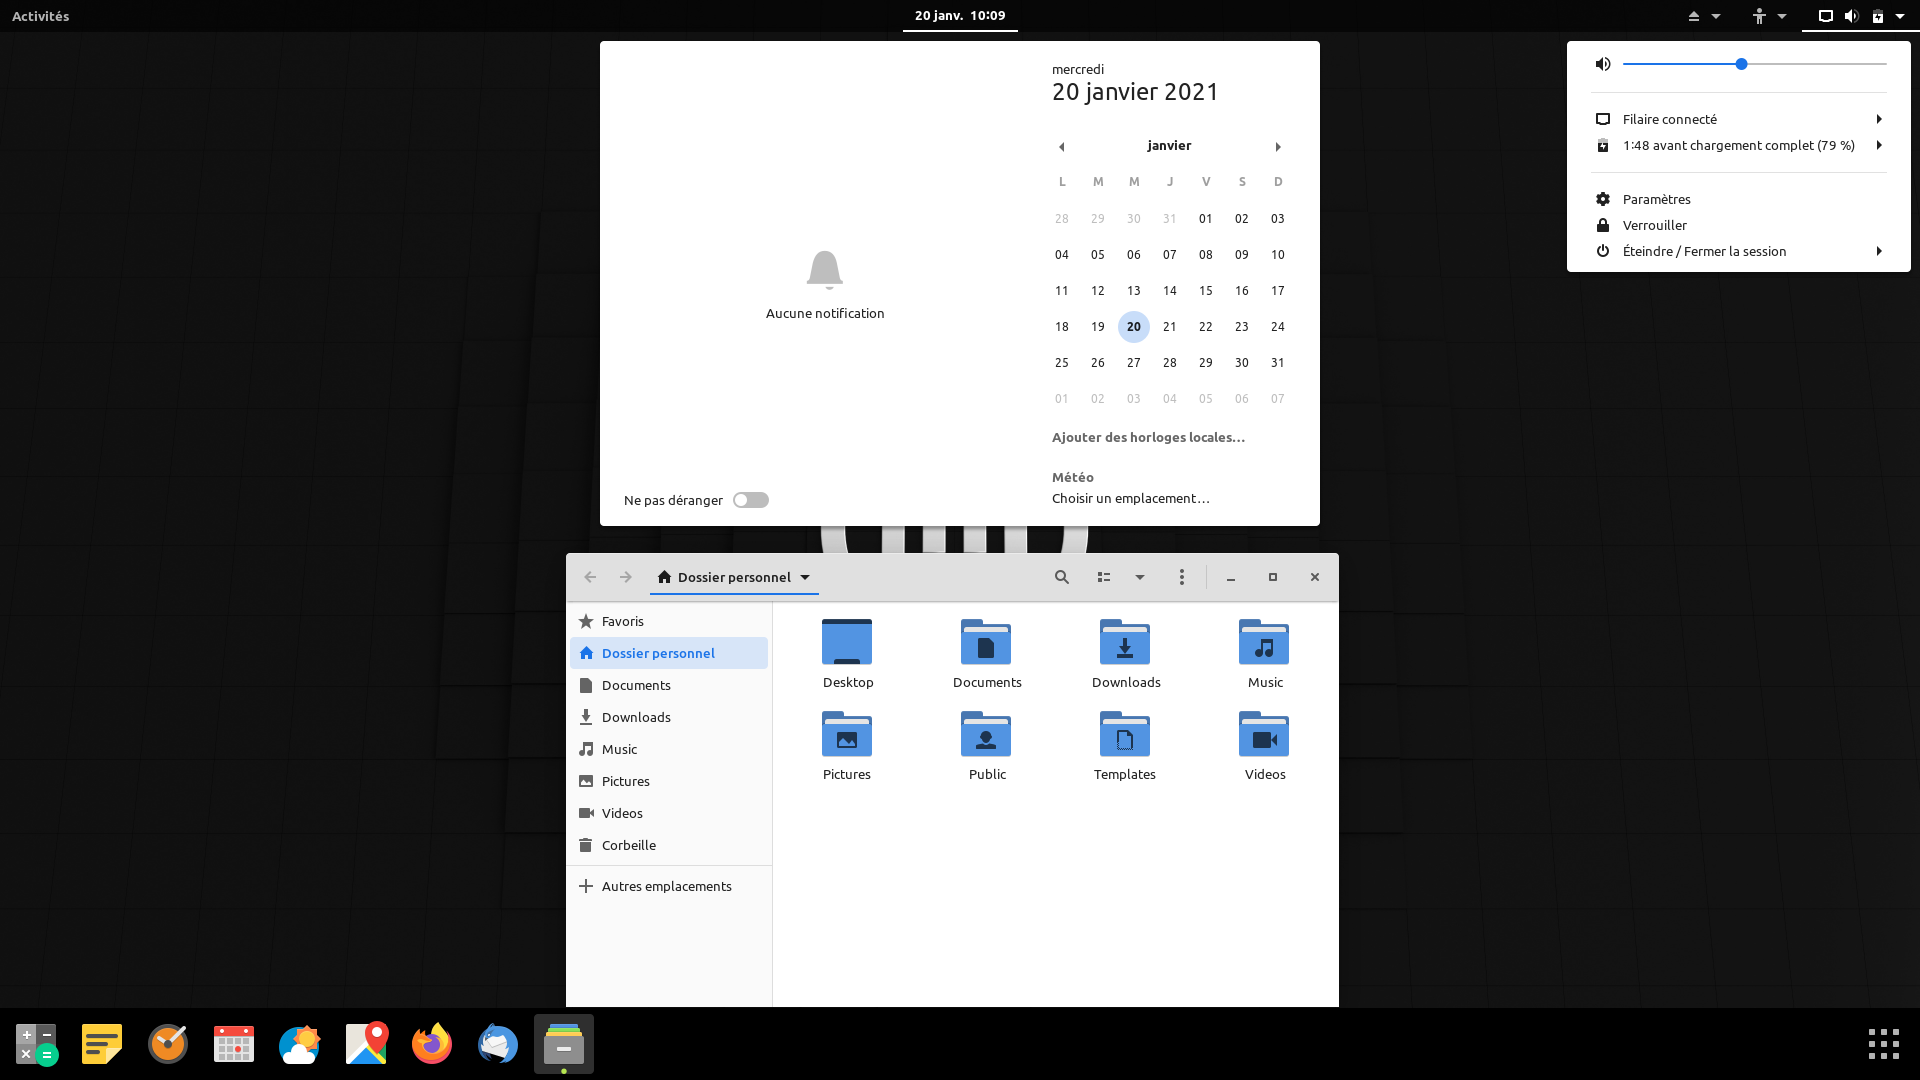 Activités
20 janv. 10:09
mercredi
20 janvier 2021
janvier
L M M J V S D
28 29 30 31 01 02 03
04 05 06 07 08 09 10
11 12 13 14 15 16 17
18 19 20 21 22 23 24
25 26 27 28 29 30 31
01 02 03 04 05 06 07
Aucune notification
Ajouter des horloges locales…
Météo
Choisir un emplacement…
Ne pas déranger
Filaire connecté
1:48 avant chargement complet (79 %)
Paramètres
Verrouiller
Éteindre / Fermer la session
Dossier personnel
Favoris
Dossier personnel
Documents
Downloads
Music
Pictures
Videos
Corbeille
Autres emplacements
Desktop Documents Downloads Music
Pictures Public Templates Videos